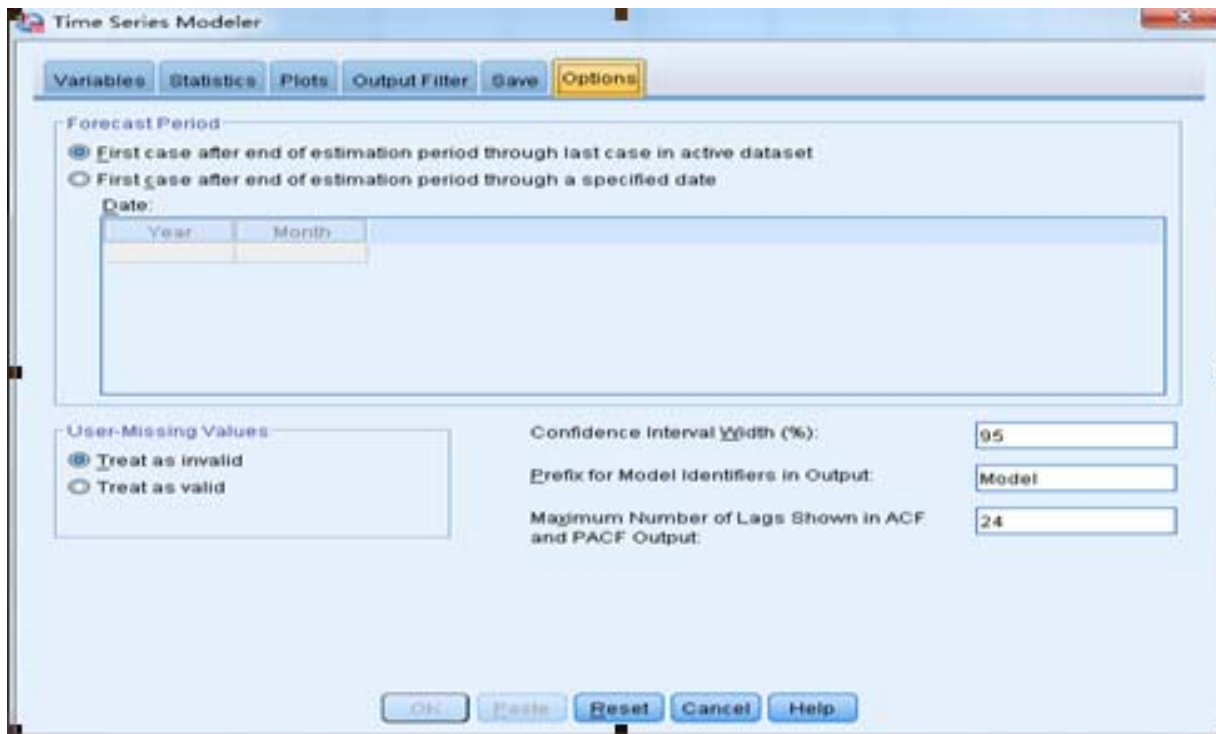 Time Series Modeler
Variables Statistics Plots Output Filter Save Options
Forecast Period
First case after end of estimation period through last case in active dataset
First case after end of estimation period through a specified date
Date:
Year Month
User-Missing Values
Treat as invalid
Treat as valid
Confidence Interval Width (%): 95
Prefix for Model Identifiers in Output: Model
Maximum Number of Lags Shown in ACF
and PACF Output: 24
OK Paste Reset Cancel Help